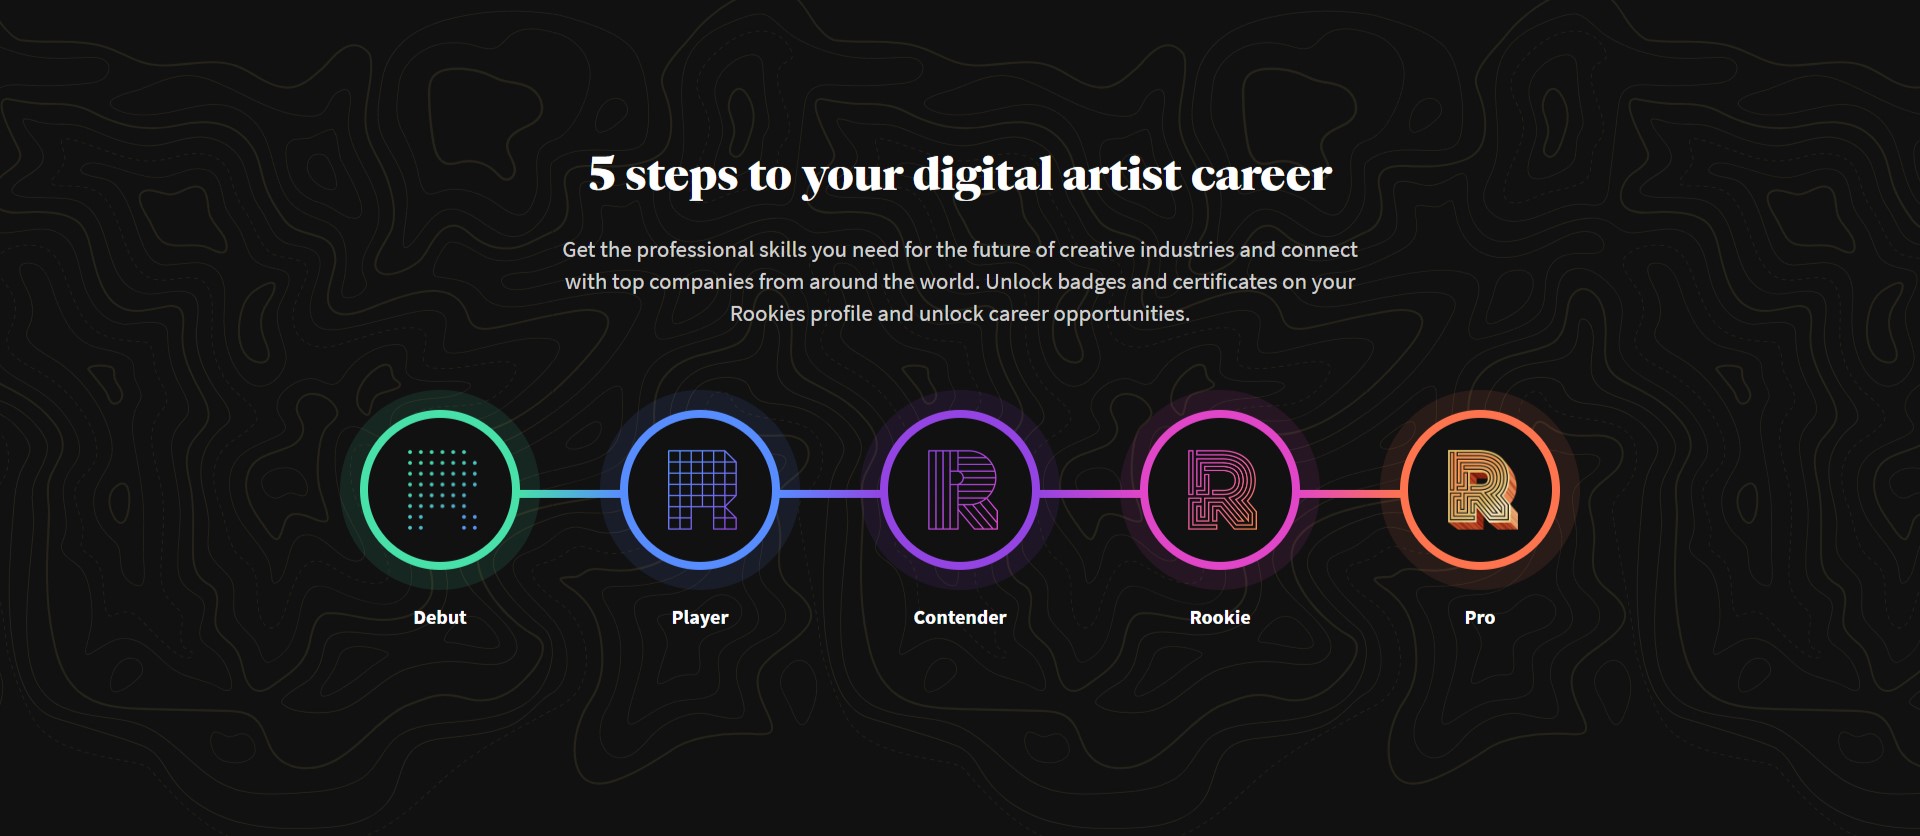 5 steps to your digital artist career
Get the professional skills you need for the future of creative industries and connect
with top companies from around the world. Unlock badges and certificates on your
Rookies profile and unlock career opportunities.
R R R R R
Debut Player Contender Rookie Pro